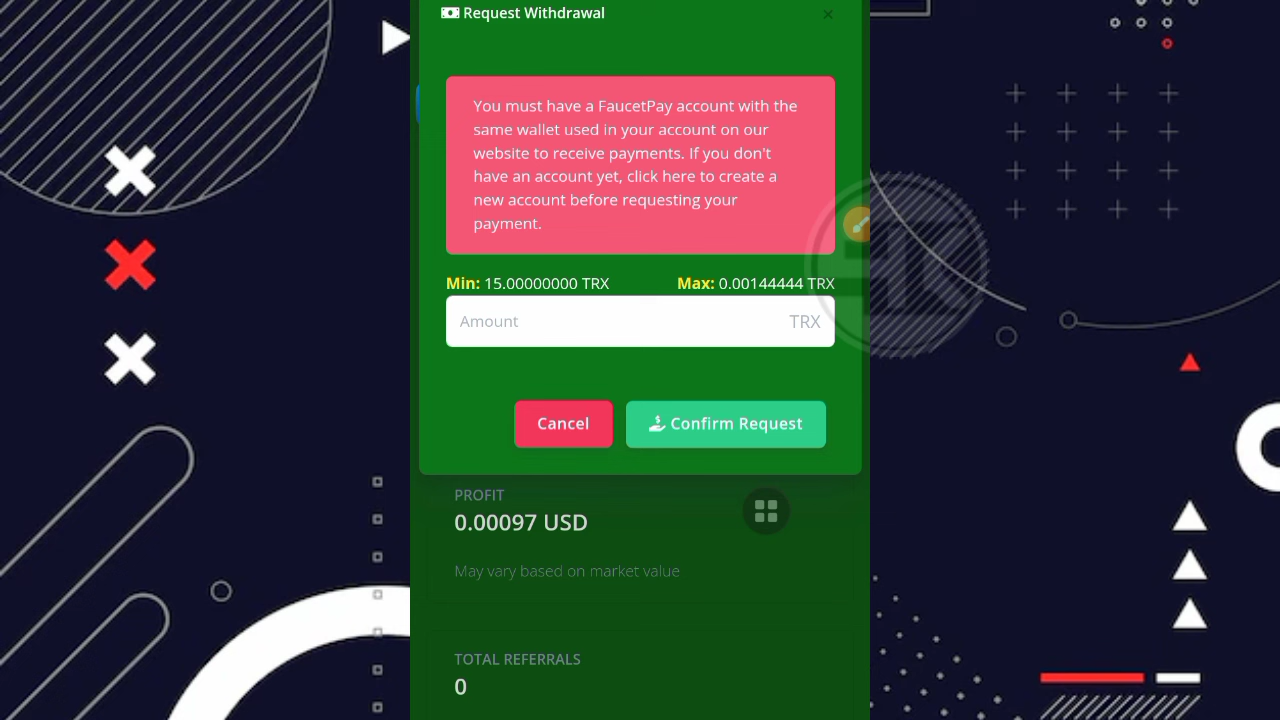 Request Withdrawal
×
You must have a FaucetPay account with the
same wallet used in your account on our
website to receive payments. If you don't
have an account yet, click here to create a
new account before requesting your
payment.
Min: 15.00000000 TRX Max: 0.00144444 TRX
Amount TRX
Cancel Confirm Request
PROFIT
0.00097 USD
May vary based on market value
TOTAL REFERRALS
0